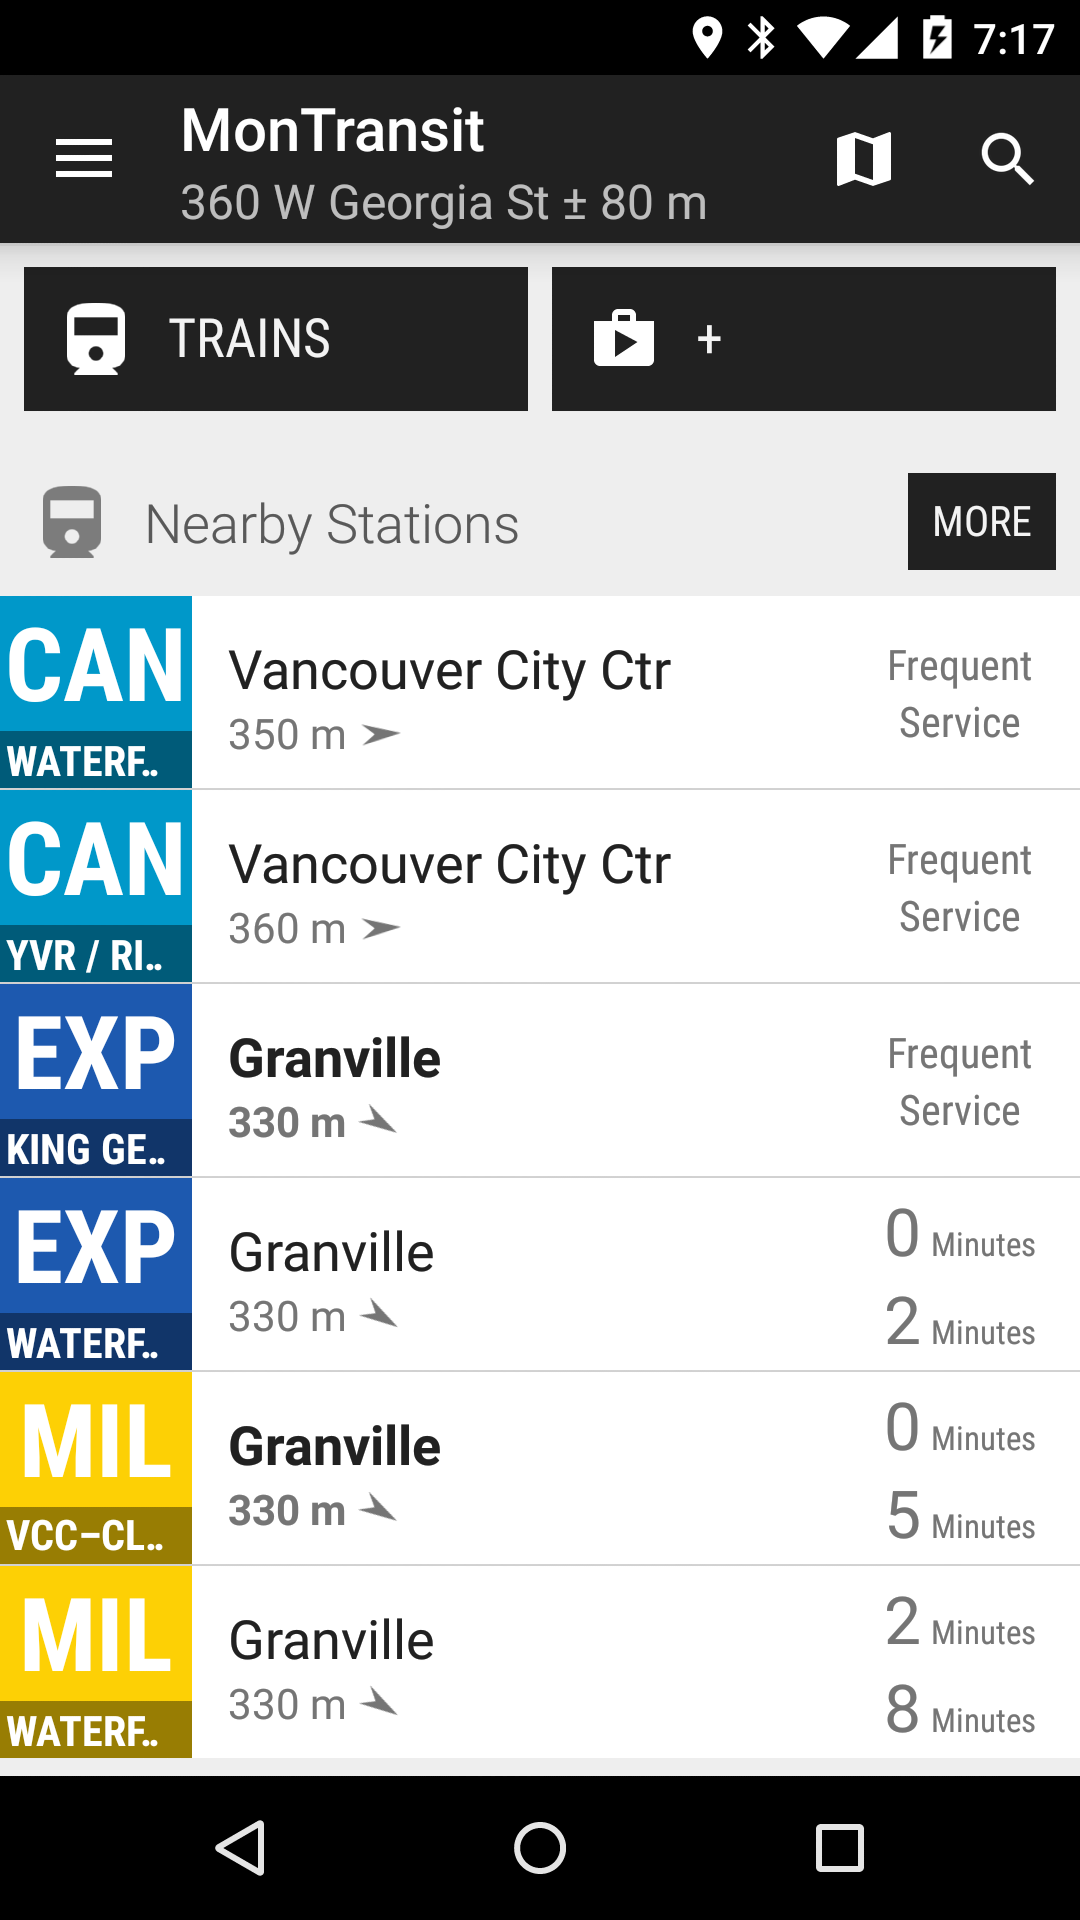 7:17
MonTransit
360 W Georgia St ± 80 m
TRAINS
+
Nearby Stations
MORE
CAN
WATERF..
Vancouver City Ctr
350 m
Frequent
Service
CAN
YVR / RI..
Vancouver City Ctr
360 m
Frequent
Service
EXP
KING GE..
Granville
330 m
Frequent
Service
EXP
WATERF..
Granville
330 m
0 Minutes
2 Minutes
MIL
VCC–CL..
Granville
330 m
0 Minutes
5 Minutes
MIL
WATERF..
Granville
330 m
2 Minutes
8 Minutes